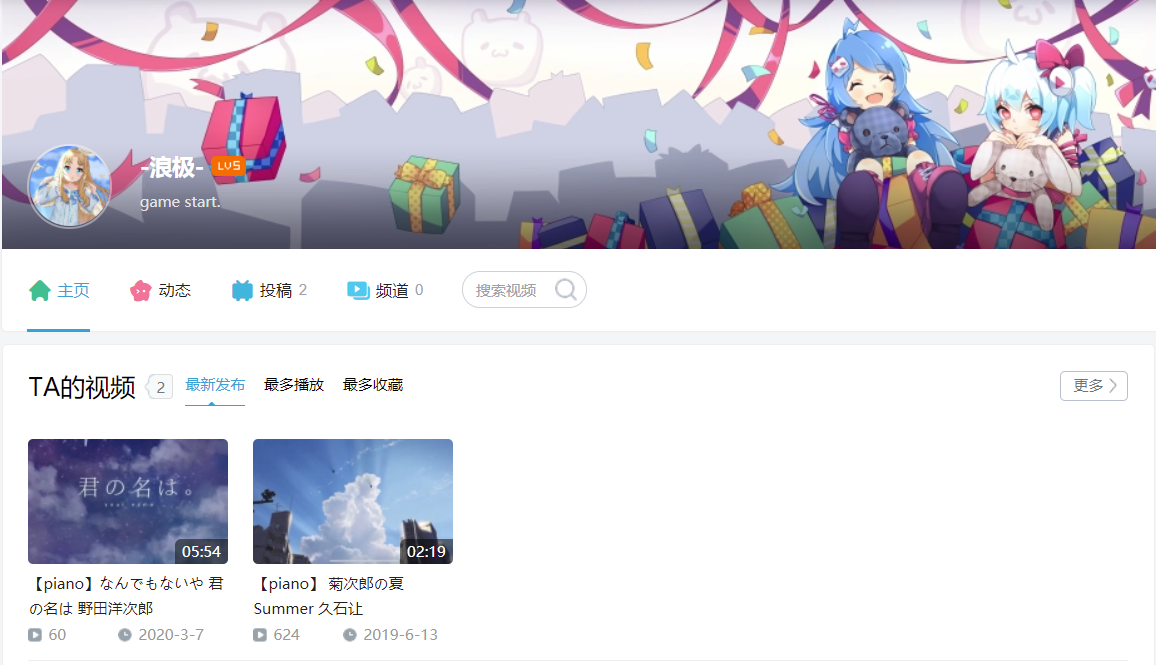 -浪极- LV5
game start.
主页 动态 投稿 2 频道 0 搜索视频
TA的视频 2 最新发布 最多播放 最多收藏 更多
君の名は。
your name.
05:54
02:19
【piano】なんでもないや 君
の名は 野田洋次郎
60 2020-3-7
【piano】 菊次郎の夏
Summer 久石让
624 2019-6-13